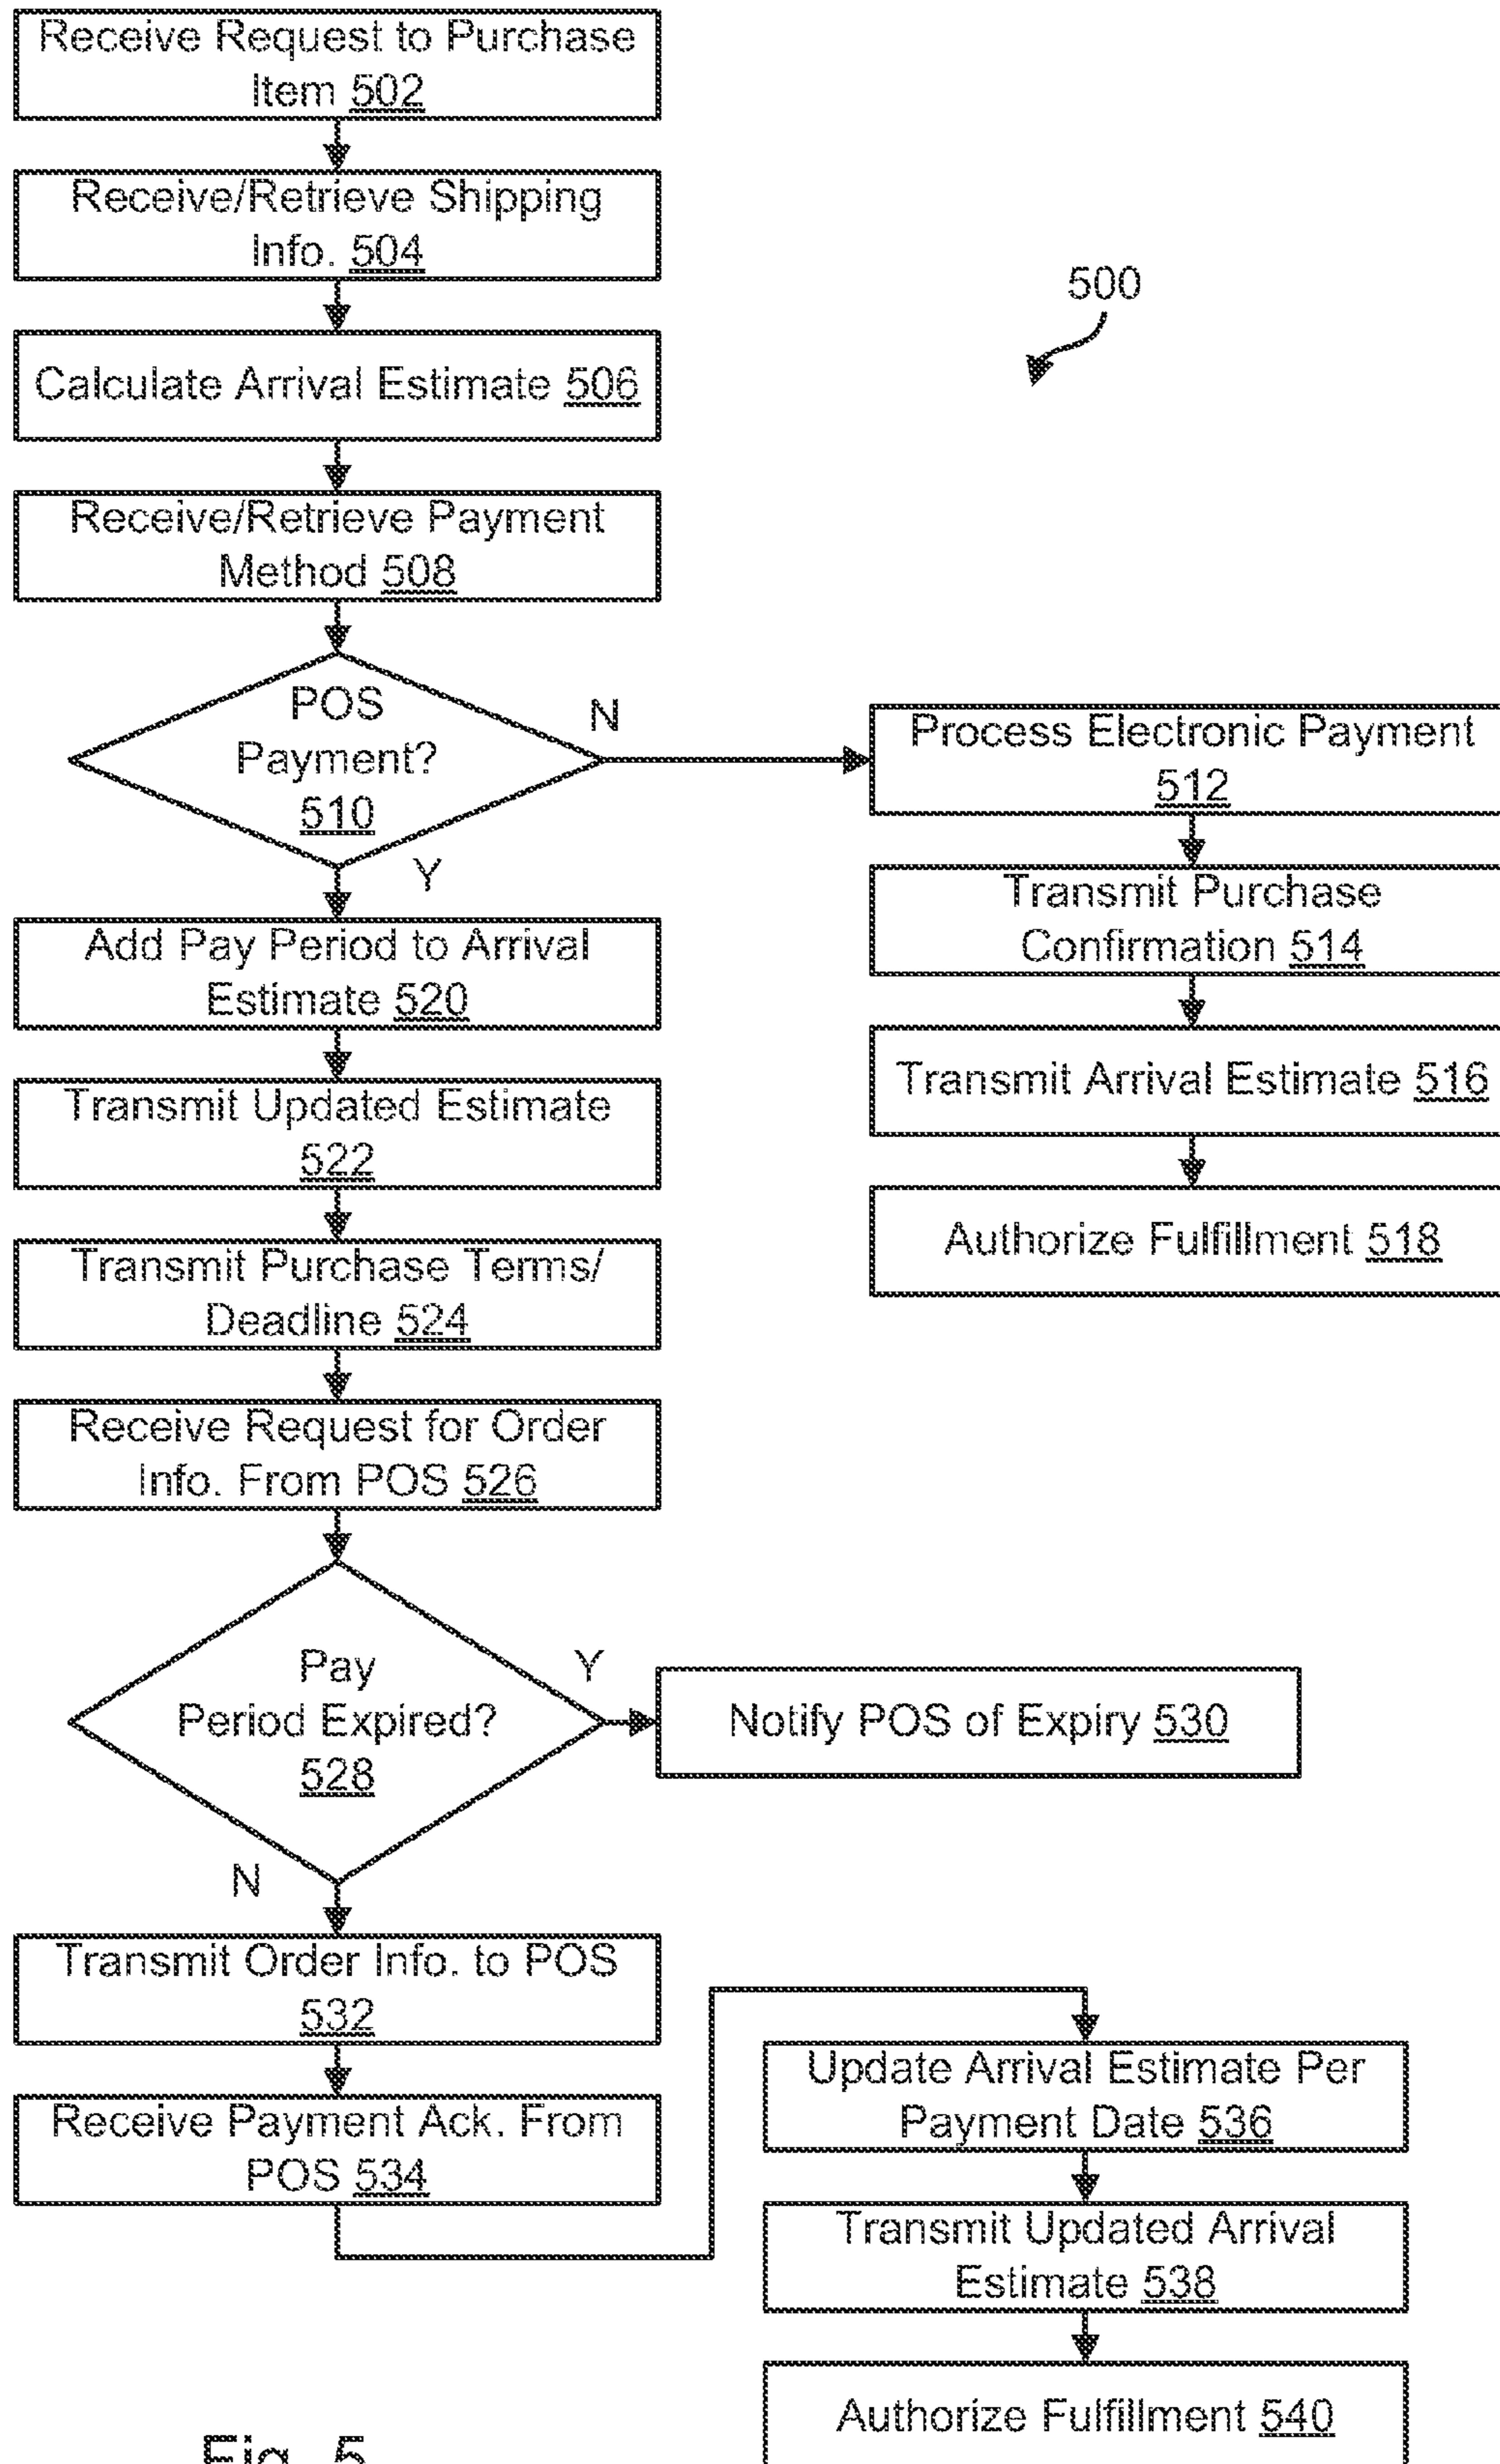 Receive Request to Purchase
Item 502
Receive/Retrieve Shipping
Info. 504
500
Calculate Arrival Estimate 506
Receive/Retrieve Payment
Method 508
POS
Payment?
510
N
Y
Process Electronic Payment
512
Transmit Purchase
Confirmation 514
Transmit Arrival Estimate 516
Authorize Fulfillment 518
Add Pay Period to Arrival
Estimate 520
Transmit Updated Estimate
522
Transmit Purchase Terms/
Deadline 524
Receive Request for Order
Info. From POS 526
Pay
Period Expired?
528
Y
Notify POS of Expiry 530
N
Transmit Order Info. to POS
532
Receive Payment Ack. From
POS 534
Update Arrival Estimate Per
Payment Date 536
Transmit Updated Arrival
Estimate 538
Authorize Fulfillment 540
Fig. 5